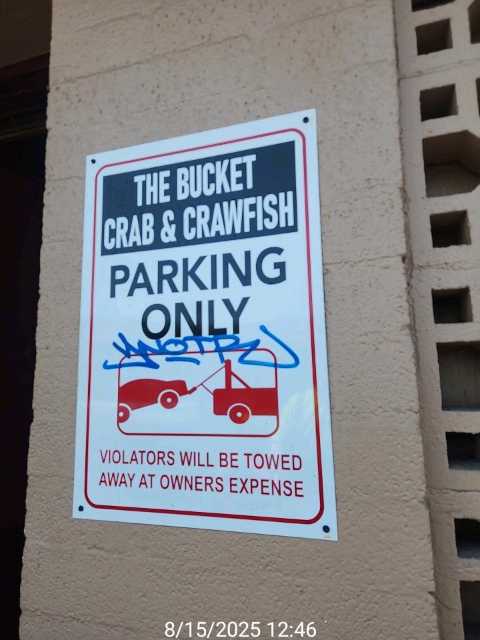 THE BUCKET
CRAB & CRAWFISH
PARKING
ONLY
VIOLATORS WILL BE TOWED
AWAY AT OWNERS EXPENSE
8/15/2025 12:46